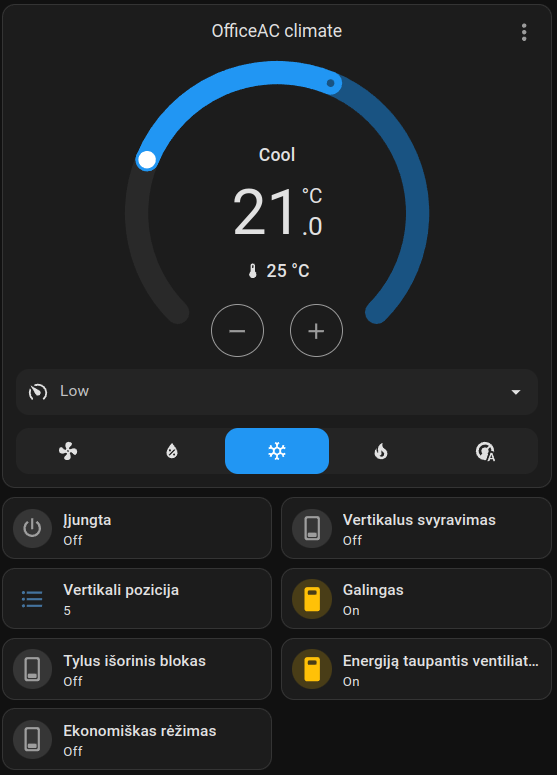 OfficeAC climate
Cool
21.0 °C
25 °C
Low
A
Įjungta
Off
Vertikalus svyravimas
Off
Vertikali pozicija
5
Galingas
On
Tylus išorinis blokas
Off
Energiją taupantis ventiliat...
On
Ekonomiškas rėžimas
Off